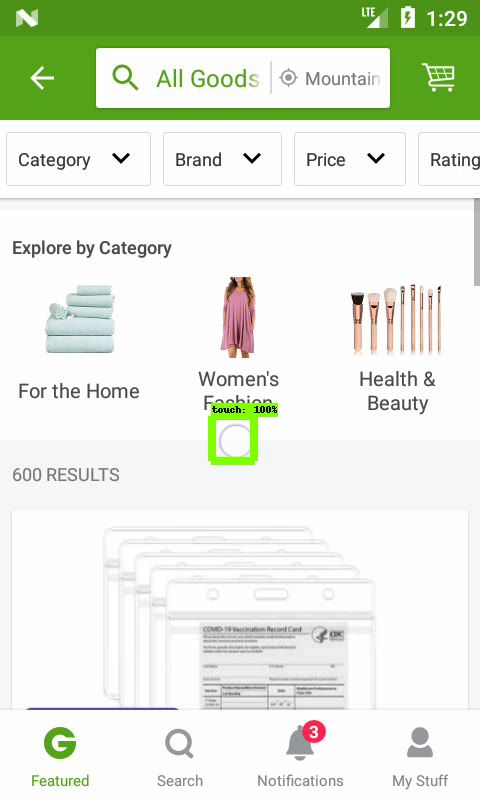 LTE 1:29
All Goods Mountain
Category Brand Price Rating
Explore by Category
For the Home Women's Fashion Health & Beauty
touch: 100%
600 RESULTS
COVID-19 Vaccination Record Card
CDC
G
3
Featured Search Notifications My Stuff